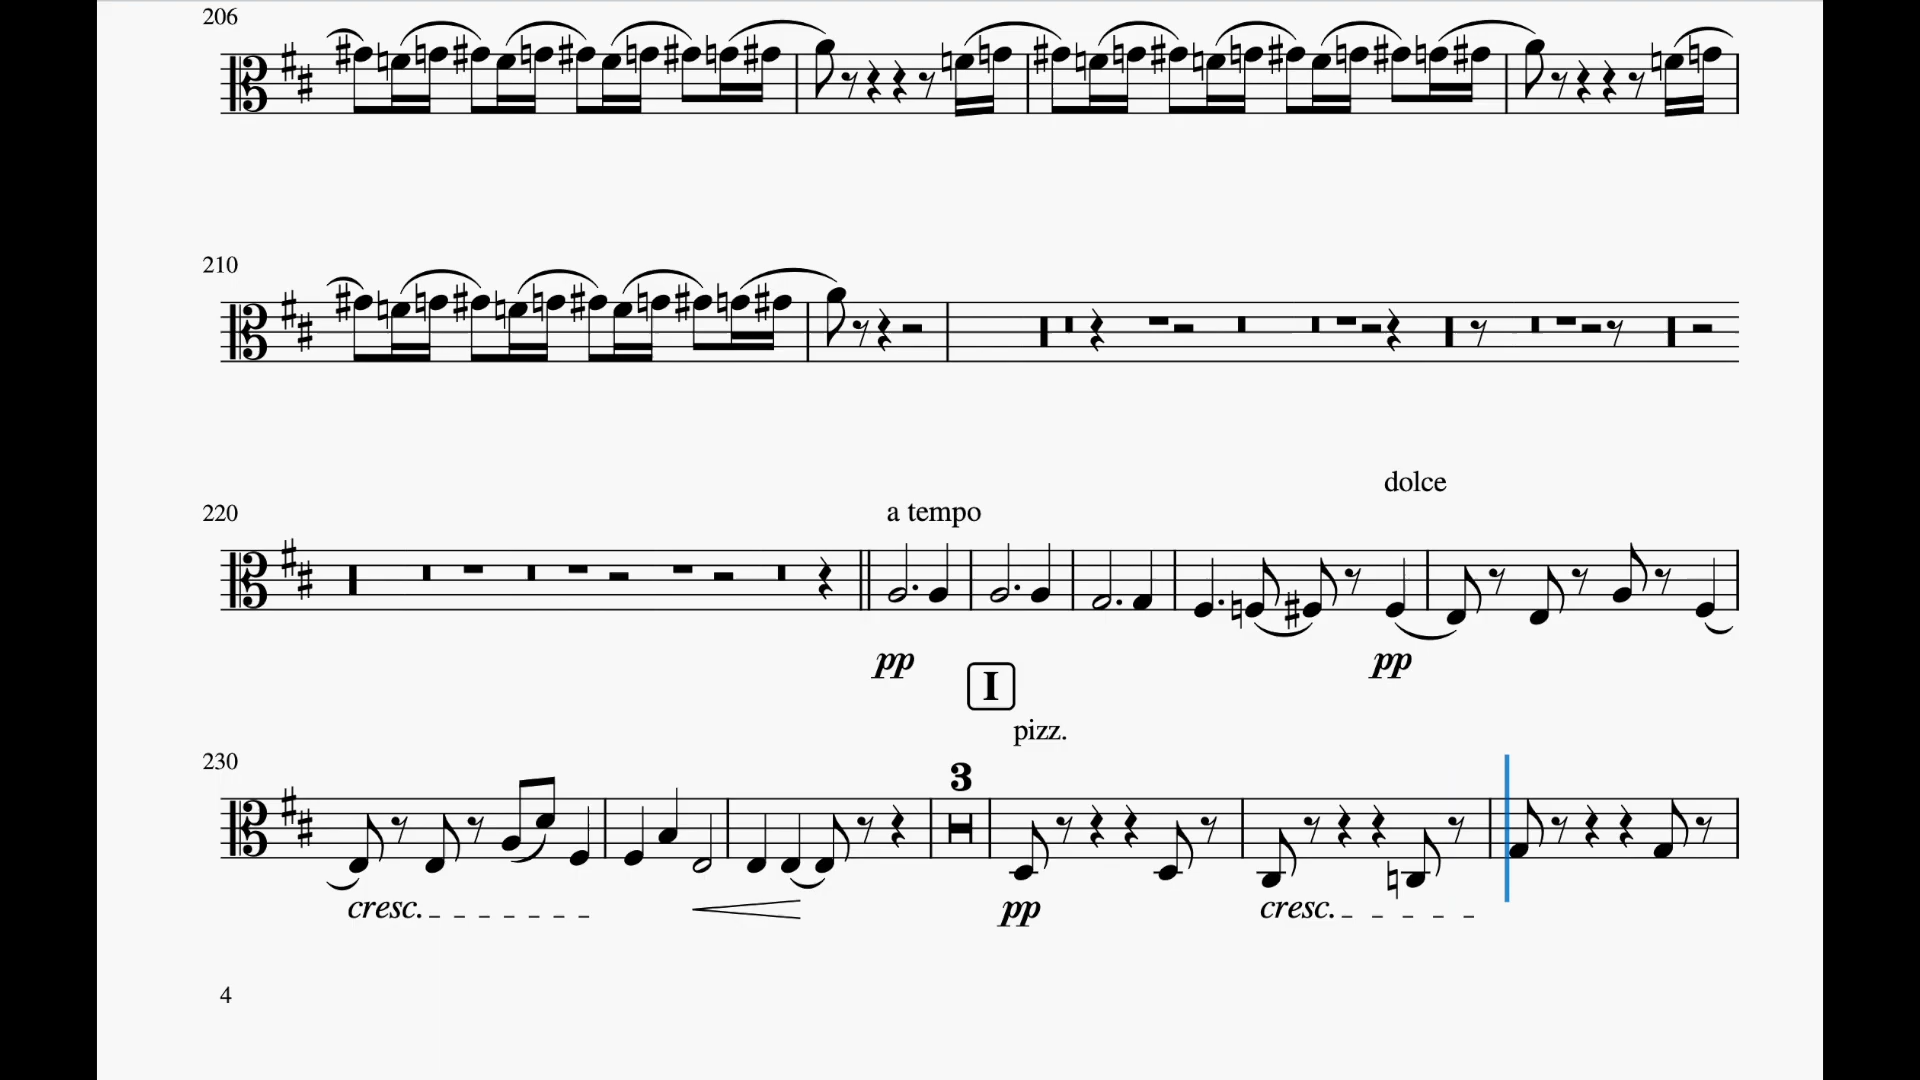 206
210
dolce
220
a tempo
pp
pp
I
pizz.
230
3
cresc.
pp
cresc.
4